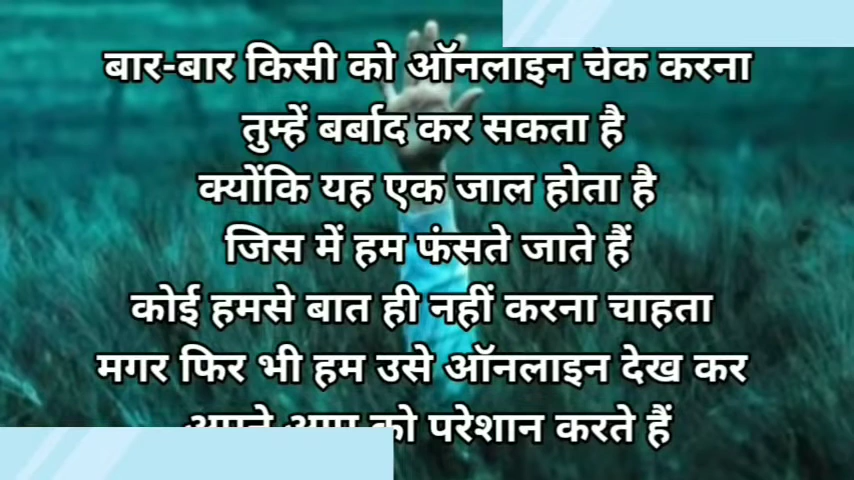 बार-बार किसी को ऑनलाइन चेक करना
तुम्हें बर्बाद कर सकता है
क्योंकि यह एक जाल होता है
जिस में हम फंसते जाते हैं
कोई हमसे बात ही नहीं करना चाहता
मगर फिर भी हम उसे ऑनलाइन देख कर
अपने आप को परेशान करते हैं